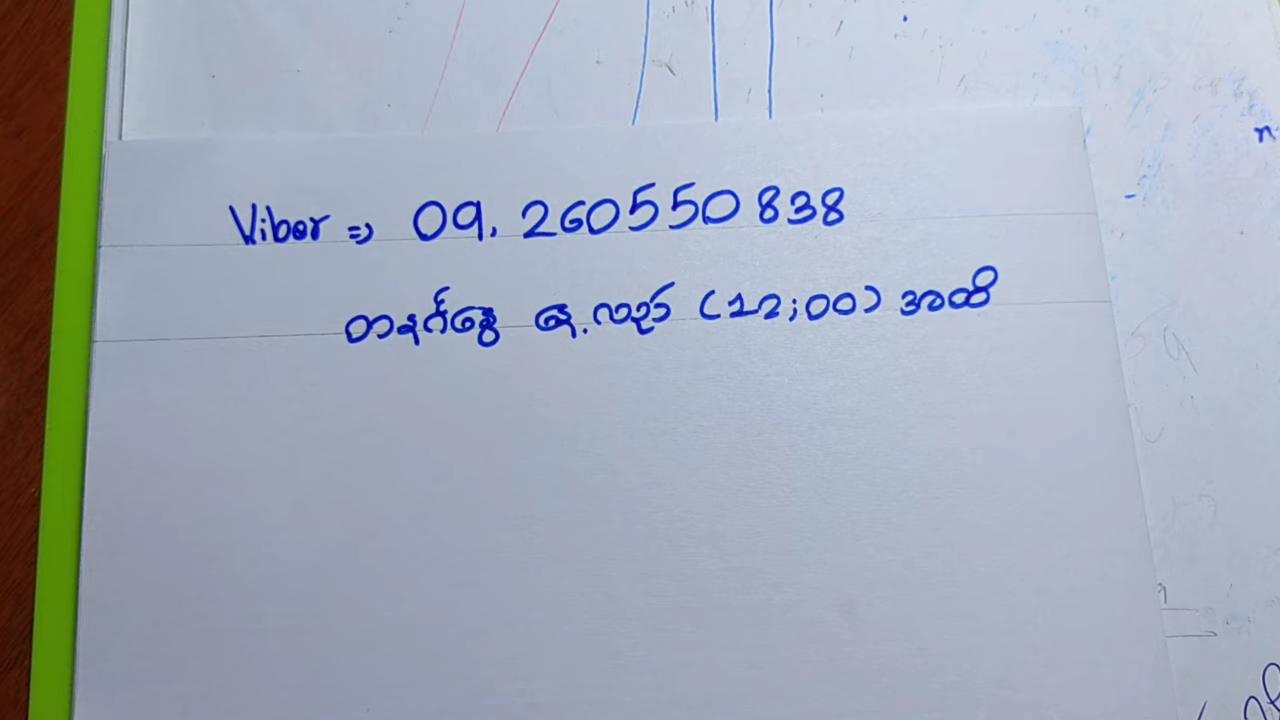 Viber => 09. 260550838
တနင်္ဂနွေ နေ့လည် (12;00) အထိ
n